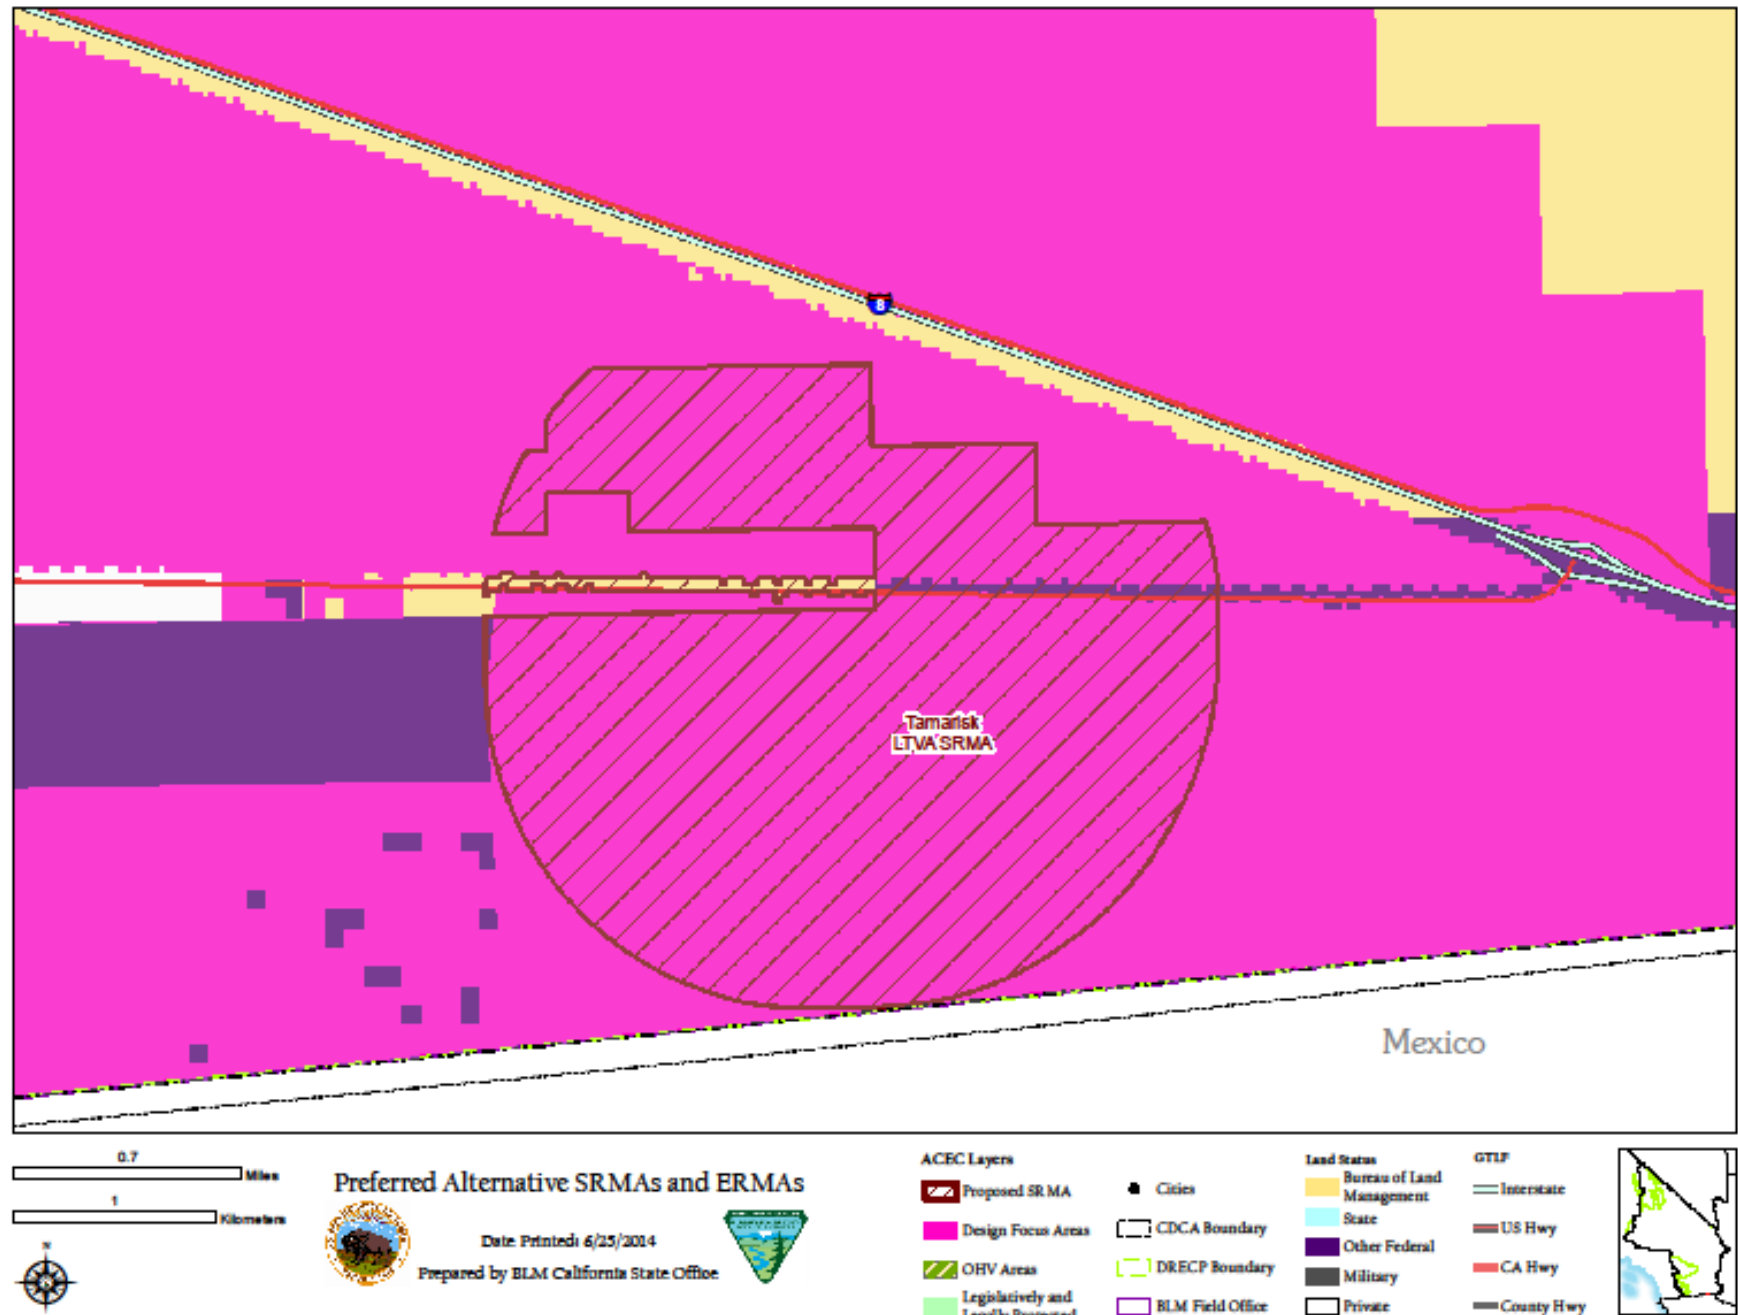 8
Tamarisk
LTVA SRMA
Mexico
0.7
Miles
1
Kilometers
N
Preferred Alternative SRMAs and ERMAs
Date Printed: 6/25/2014
Prepared by BLM California State Office
ACEC Layers
Proposed SRMA
Design Focus Areas
OHV Areas
Legislatively and
Legally Protected
Cities
CDCA Boundary
DRECP Boundary
BLM Field Office
Land Status
Bureau of Land
Management
State
Other Federal
Military
Private
GTLF
Interstate
US Hwy
CA Hwy
County Hwy